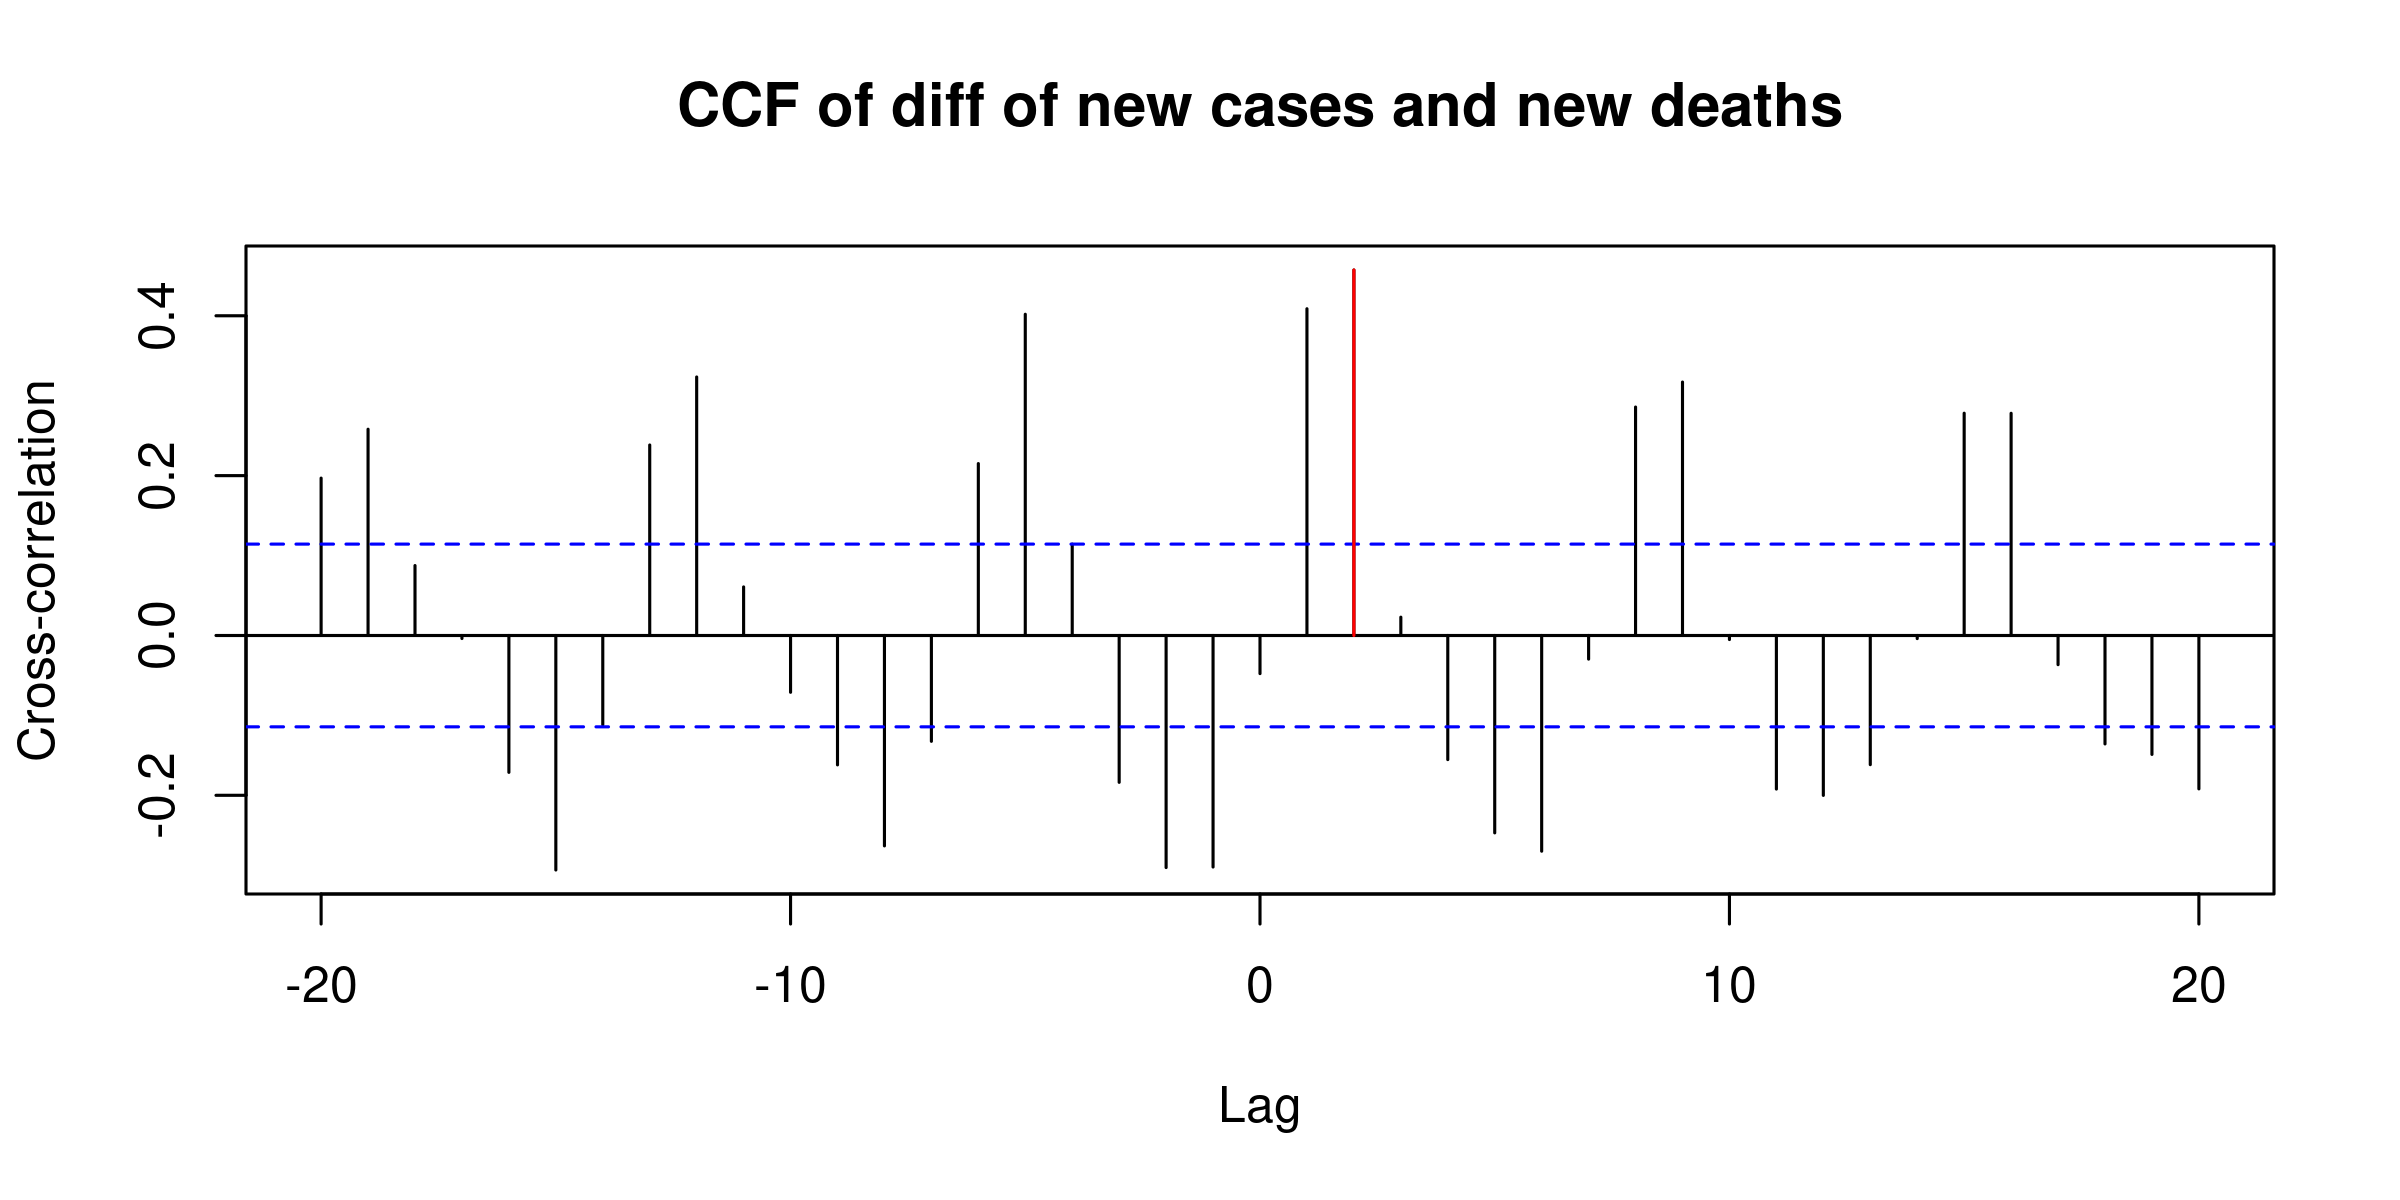 CCF of diff of new cases and new deaths
Cross-correlation
0.4
0.2
0.0
-0.2
-20 -10 0 10 20
Lag